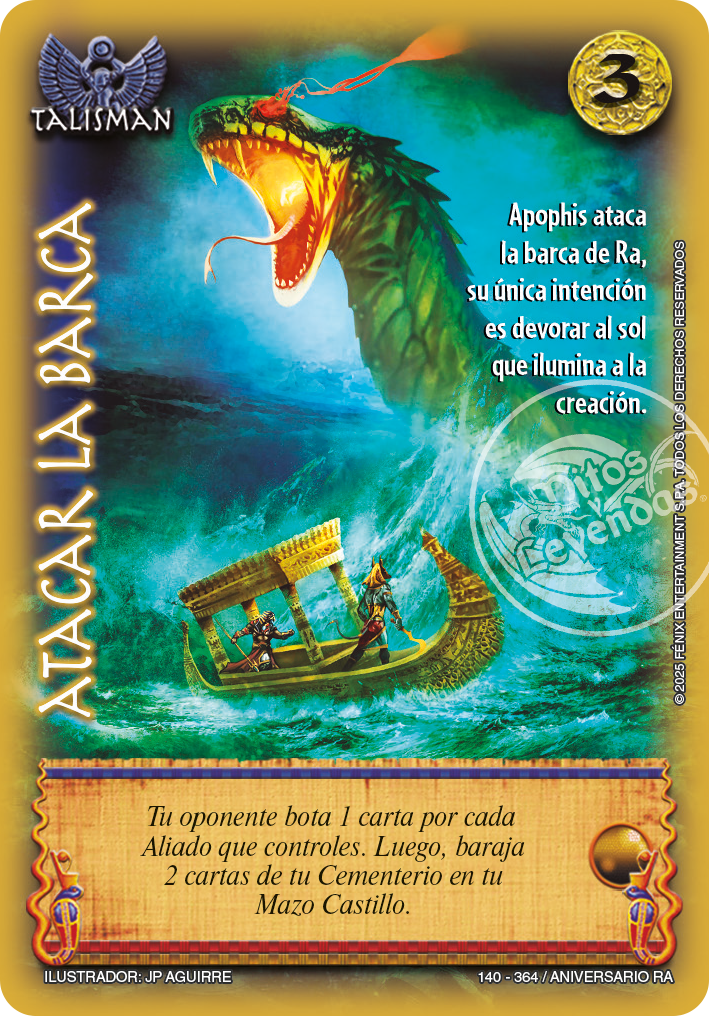 TALISMAN
3
ATACAR LA BARCA
Apophis ataca
la barca de Ra,
su única intención
es devorar al sol
que ilumina a la
creación.
© 2025 FÉNIX ENTERTAINMENT S.P.A. TODOS LOS DERECHOS RESERVADOS
Mitos
y
Leyendas®
Tu oponente bota 1 carta por cada
Aliado que controles. Luego, baraja
2 cartas de tu Cementerio en tu
Mazo Castillo.
ILUSTRADOR: JP AGUIRRE
140 - 364 / ANIVERSARIO RA